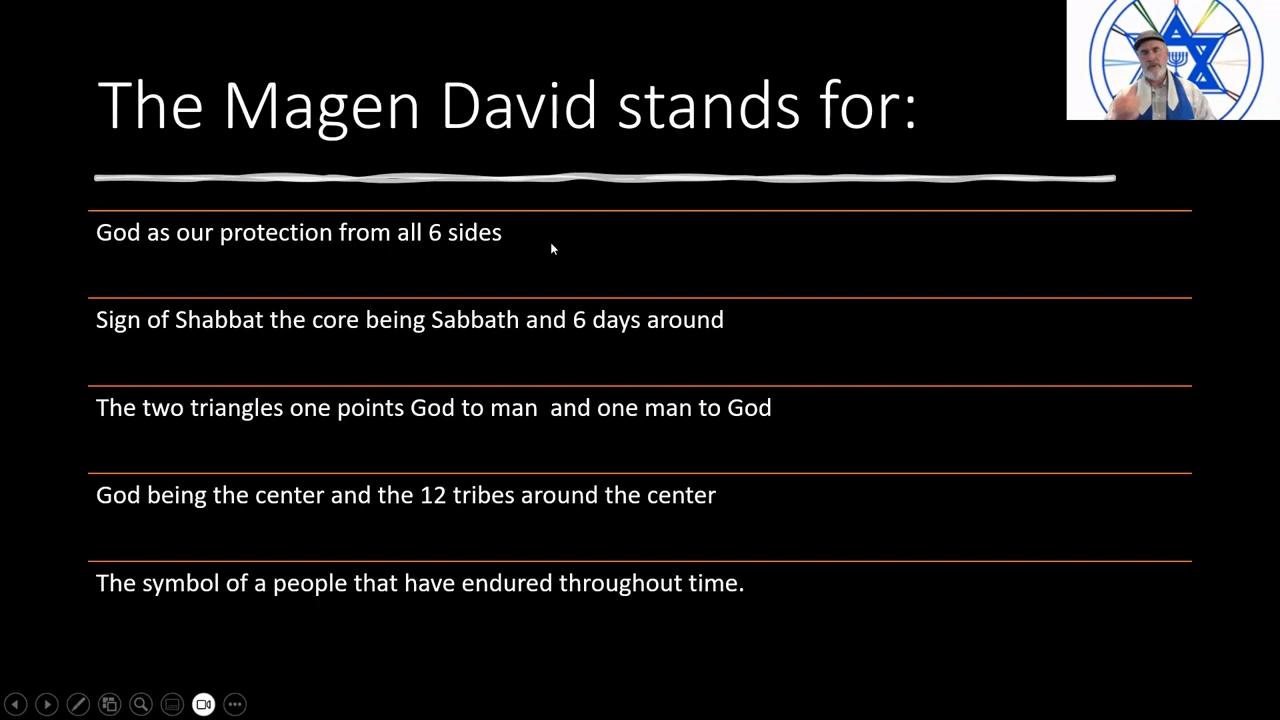 The Magen David stands for:
God as our protection from all 6 sides
Sign of Shabbat the core being Sabbath and 6 days around
The two triangles one points God to man  and one man to God
God being the center and the 12 tribes around the center
The symbol of a people that have endured throughout time.